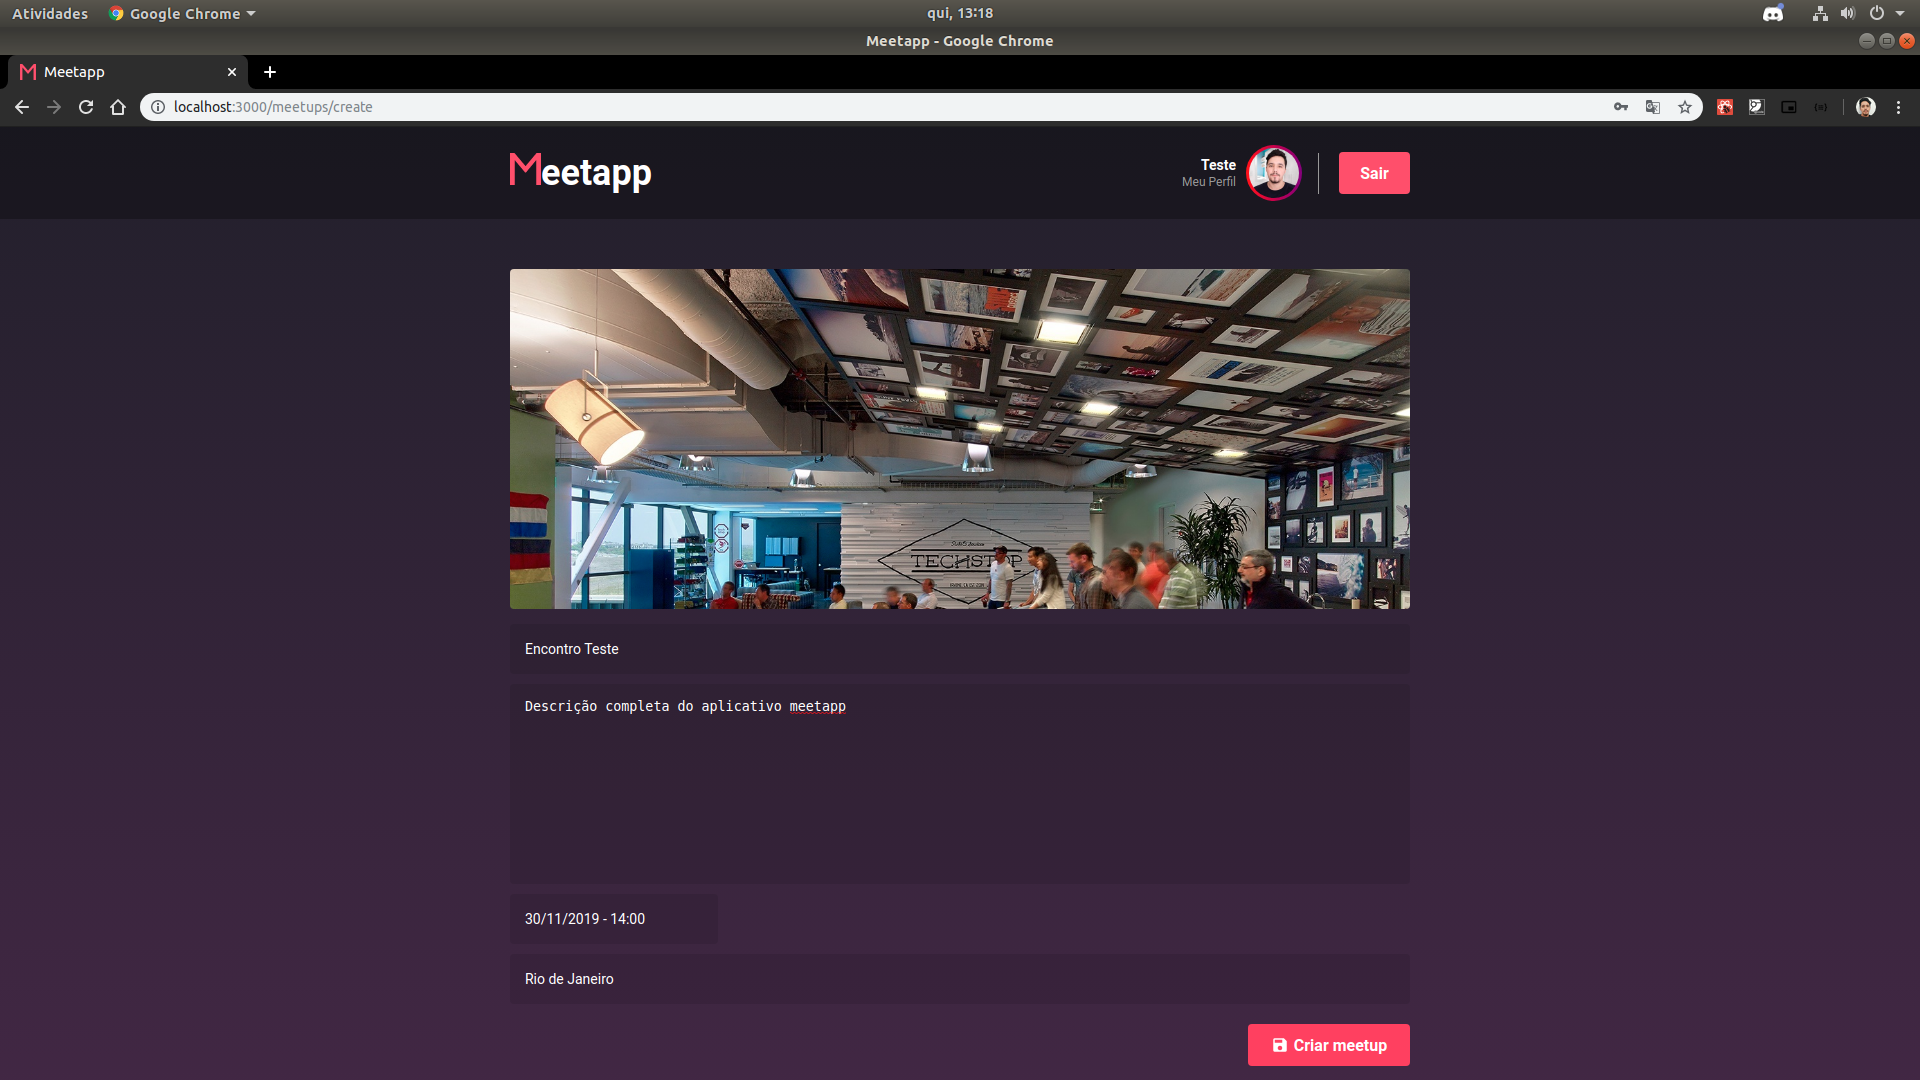 Atividades Google Chrome qui, 13:18
Meetapp - Google Chrome
Meetapp
localhost:3000/meetups/create
Meetapp
Teste
Meu Perfil
Sair
TECHSTOP
Encontro Teste
Descrição completa do aplicativo meetapp
30/11/2019 - 14:00
Rio de Janeiro
Criar meetup